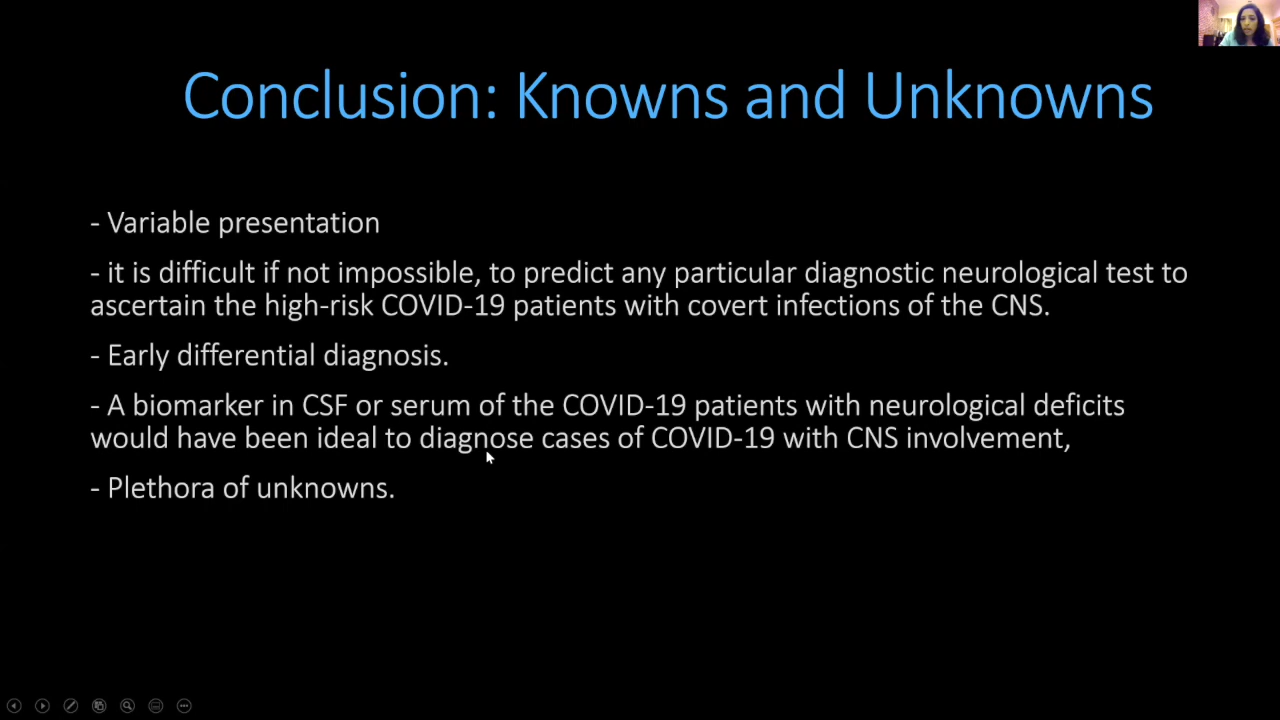 Conclusion: Knowns and Unknowns
- Variable presentation
- it is difficult if not impossible, to predict any particular diagnostic neurological test to
ascertain the high-risk COVID-19 patients with covert infections of the CNS.
- Early differential diagnosis.
- A biomarker in CSF or serum of the COVID-19 patients with neurological deficits
would have been ideal to diagnose cases of COVID-19 with CNS involvement,
- Plethora of unknowns.